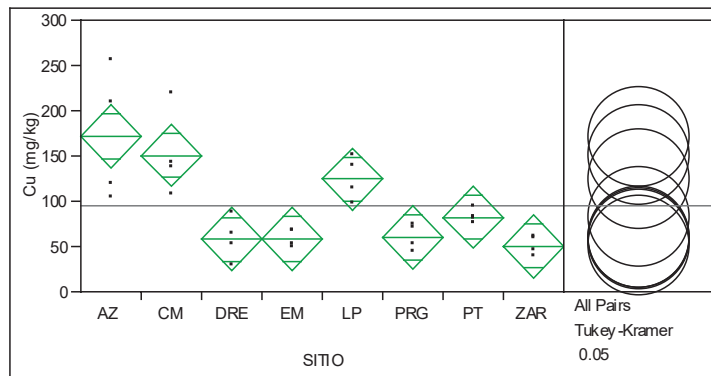 300
250
200
150
100
50
0
Cu (mg/kg)
AZ CM DRE EM LP PRG PT ZAR
SITIO
All Pairs
Tukey-Kramer
0.05